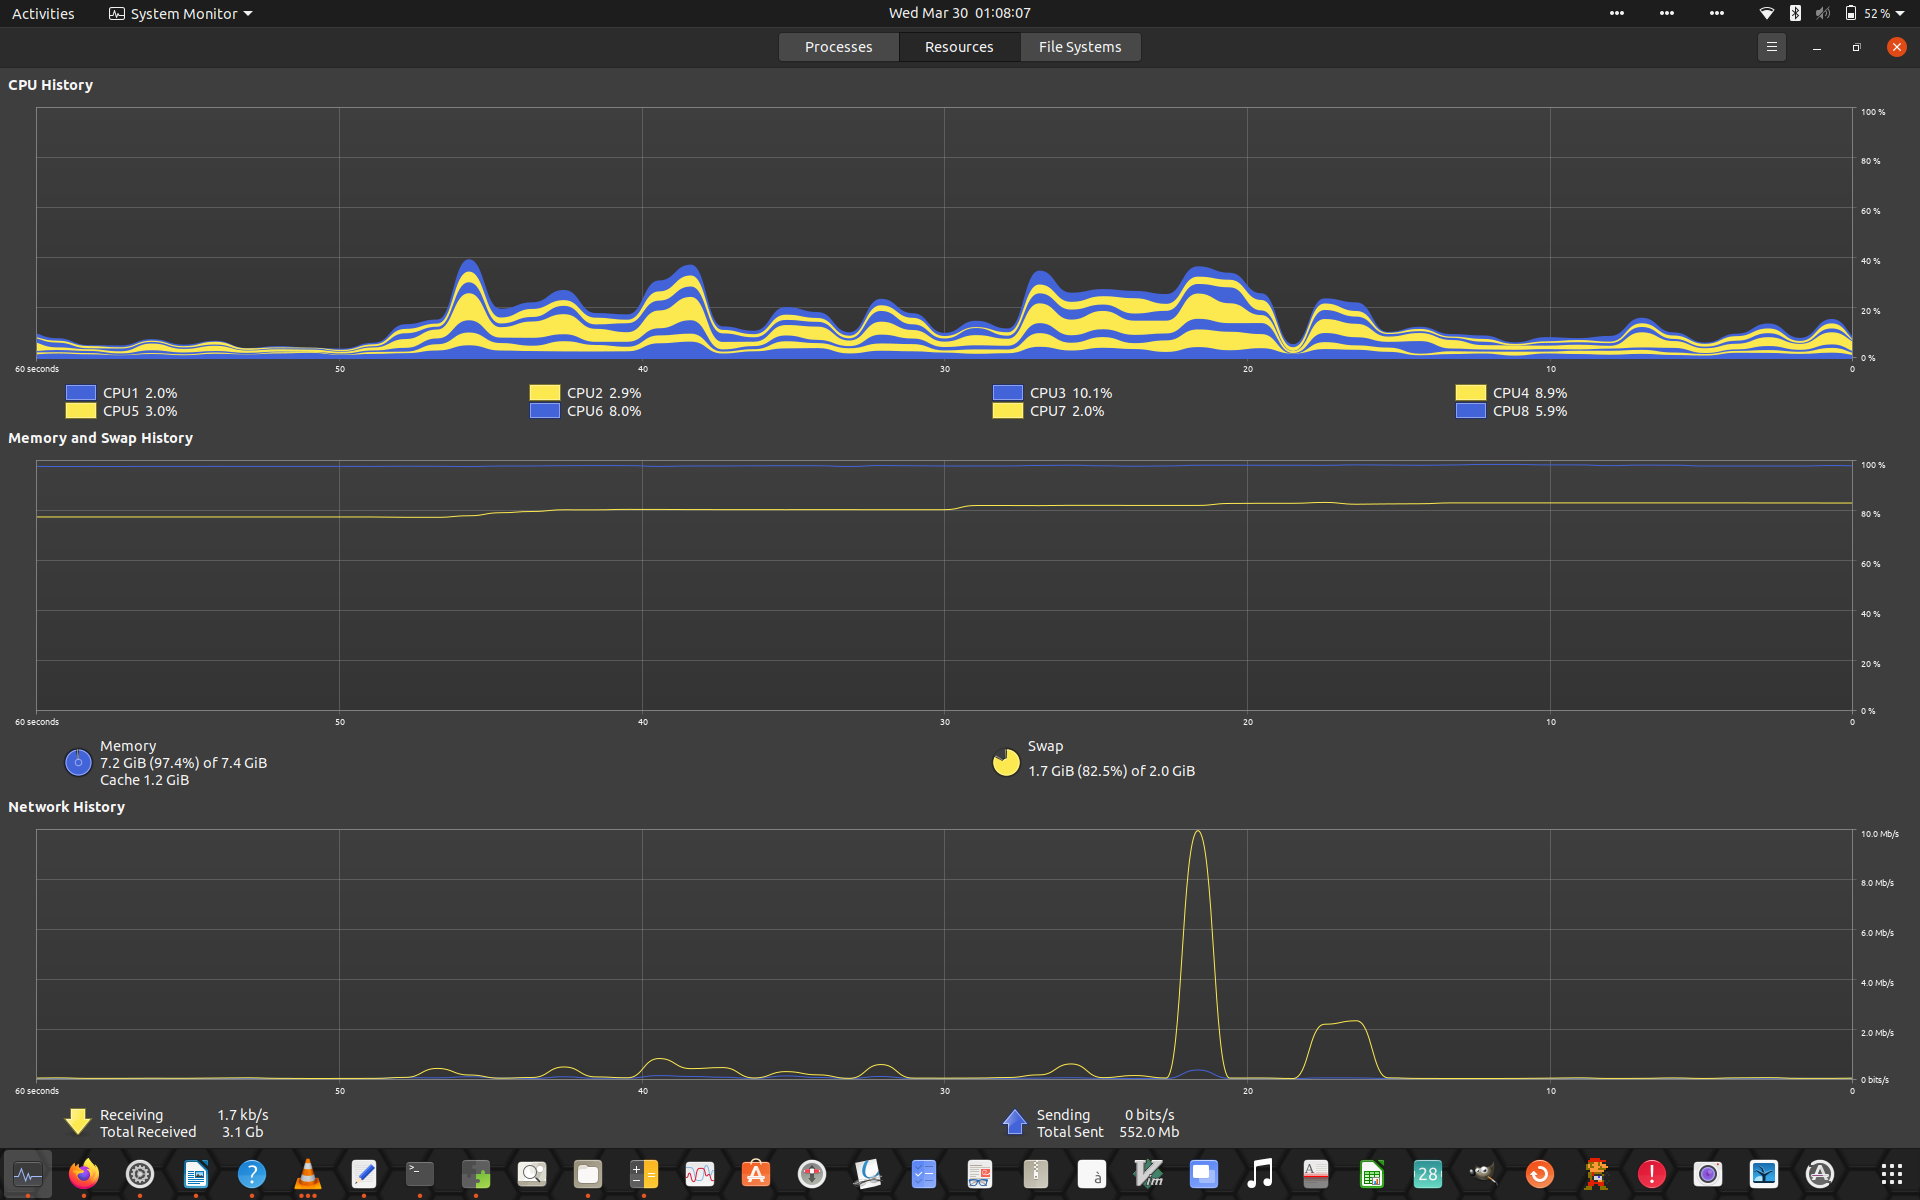 Activities System Monitor Wed Mar 30 01:08:07 52 %
Processes Resources File Systems
CPU History
100 %
80 %
60 %
40 %
20 %
0 %
60 seconds 50 40 30 20 10 0
CPU1 2.0% CPU2 2.9% CPU3 10.1% CPU4 8.9%
CPU5 3.0% CPU6 8.0% CPU7 2.0% CPU8 5.9%
Memory and Swap History
100 %
80 %
60 %
40 %
20 %
0 %
60 seconds 50 40 30 20 10 0
Memory
7.2 GiB (97.4%) of 7.4 GiB
Cache 1.2 GiB
Swap
1.7 GiB (82.5%) of 2.0 GiB
Network History
10.0 Mb/s
8.0 Mb/s
6.0 Mb/s
4.0 Mb/s
2.0 Mb/s
0 bits/s
60 seconds 50 40 30 20 10 0
Receiving 1.7 kb/s
Total Received 3.1 Gb
Sending 0 bits/s
Total Sent 552.0 Mb
? >_ à Vim A 28 !